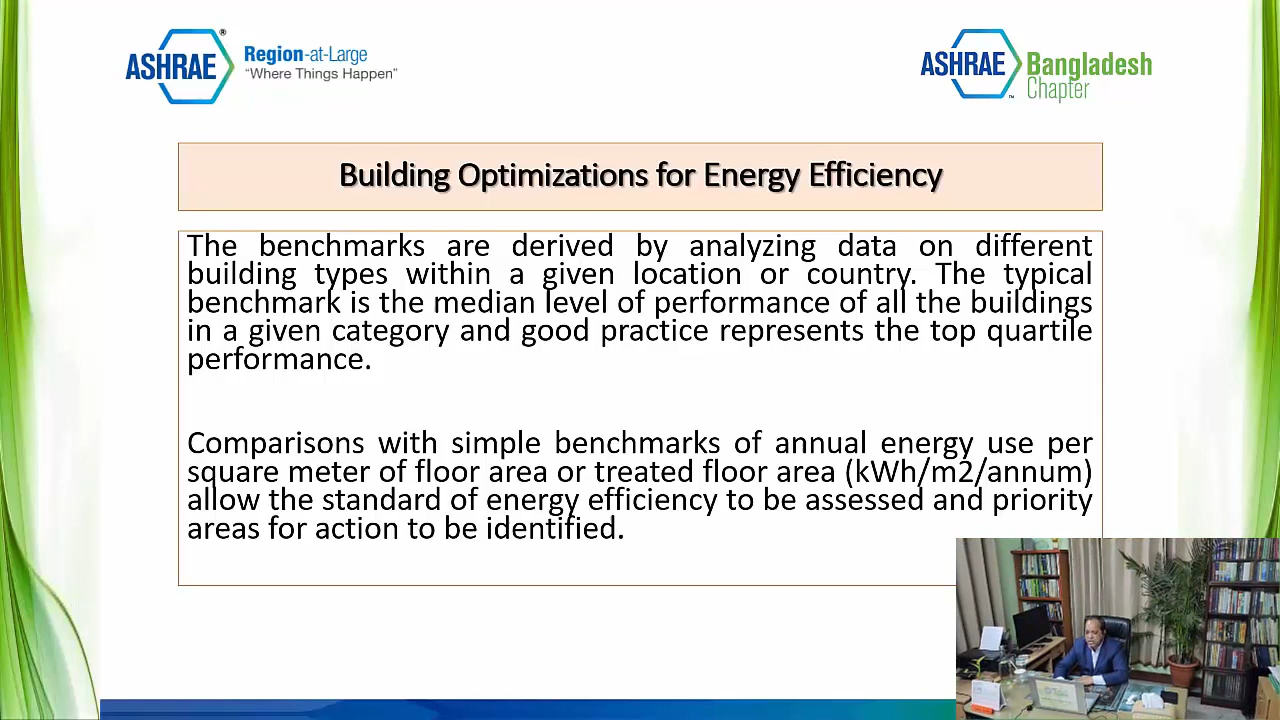 ASHRAE®
Region-at-Large
“Where Things Happen”
ASHRAE™
Bangladesh
Chapter
Building Optimizations for Energy Efficiency
The benchmarks are derived by analyzing data on different
building types within a given location or country. The typical
benchmark is the median level of performance of all the buildings
in a given category and good practice represents the top quartile
performance.
Comparisons with simple benchmarks of annual energy use per
square meter of floor area or treated floor area (kWh/m2/annum)
allow the standard of energy efficiency to be assessed and priority
areas for action to be identified.